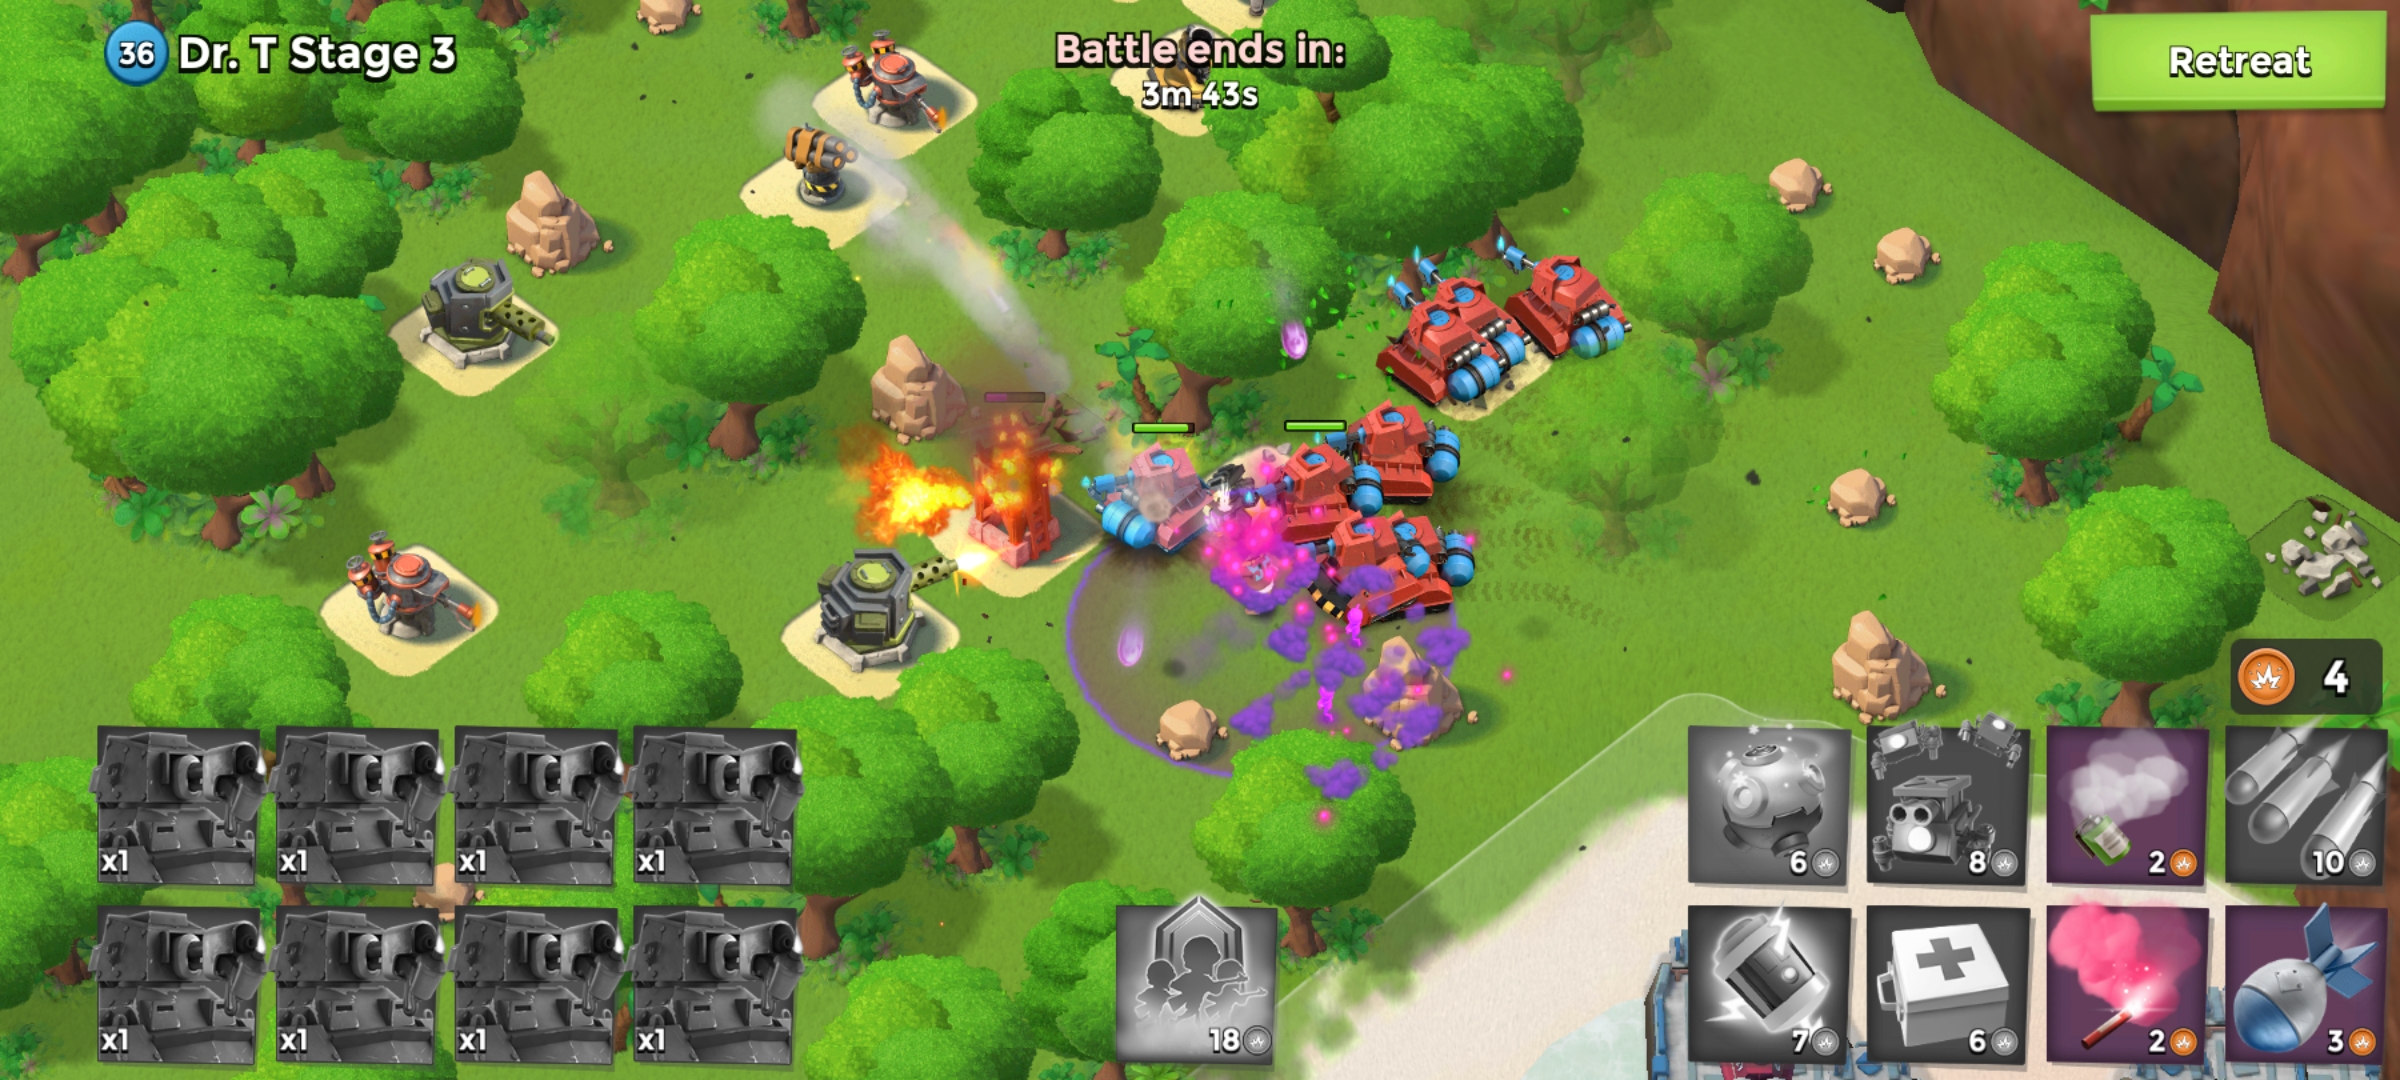 36 Dr. T Stage 3
Battle ends in:
3m 43s
Retreat
4
x1 x1 x1 x1
6 8 2 10
x1 x1 x1 x1
18
7 6 2 3